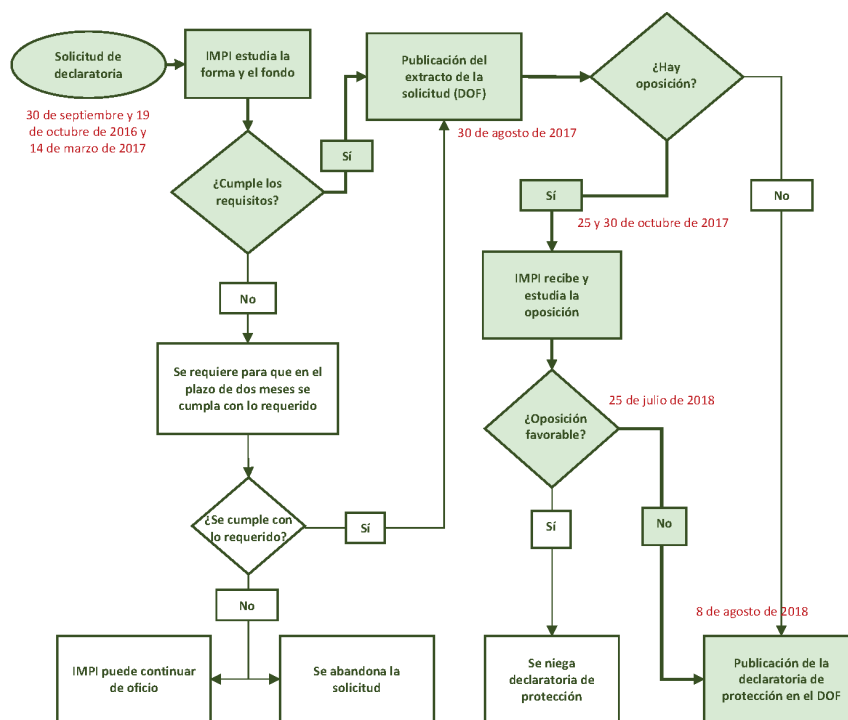 Solicitud de
declaratoria
30 de septiembre y 19
de octubre de 2016 y
14 de marzo de 2017
IMPI estudia la
forma y el fondo
¿Cumple los
requisitos?
Sí
Publicación del
extracto de la
solicitud (DOF)
30 de agosto de 2017
¿Hay
oposición?
No
Sí
25 y 30 de octubre de 2017
IMPI recibe y
estudia la
oposición
No
Se requiere para que en el
plazo de dos meses se
cumpla con lo requerido
¿Oposición
favorable?
25 de julio de 2018
¿Se cumple con
lo requerido?
Sí
Sí
No
No
8 de agosto de 2018
IMPI puede continuar
de oficio
Se abandona la
solicitud
Se niega
declaratoria de
protección
Publicación de la
declaratoria de
protección en el DOF